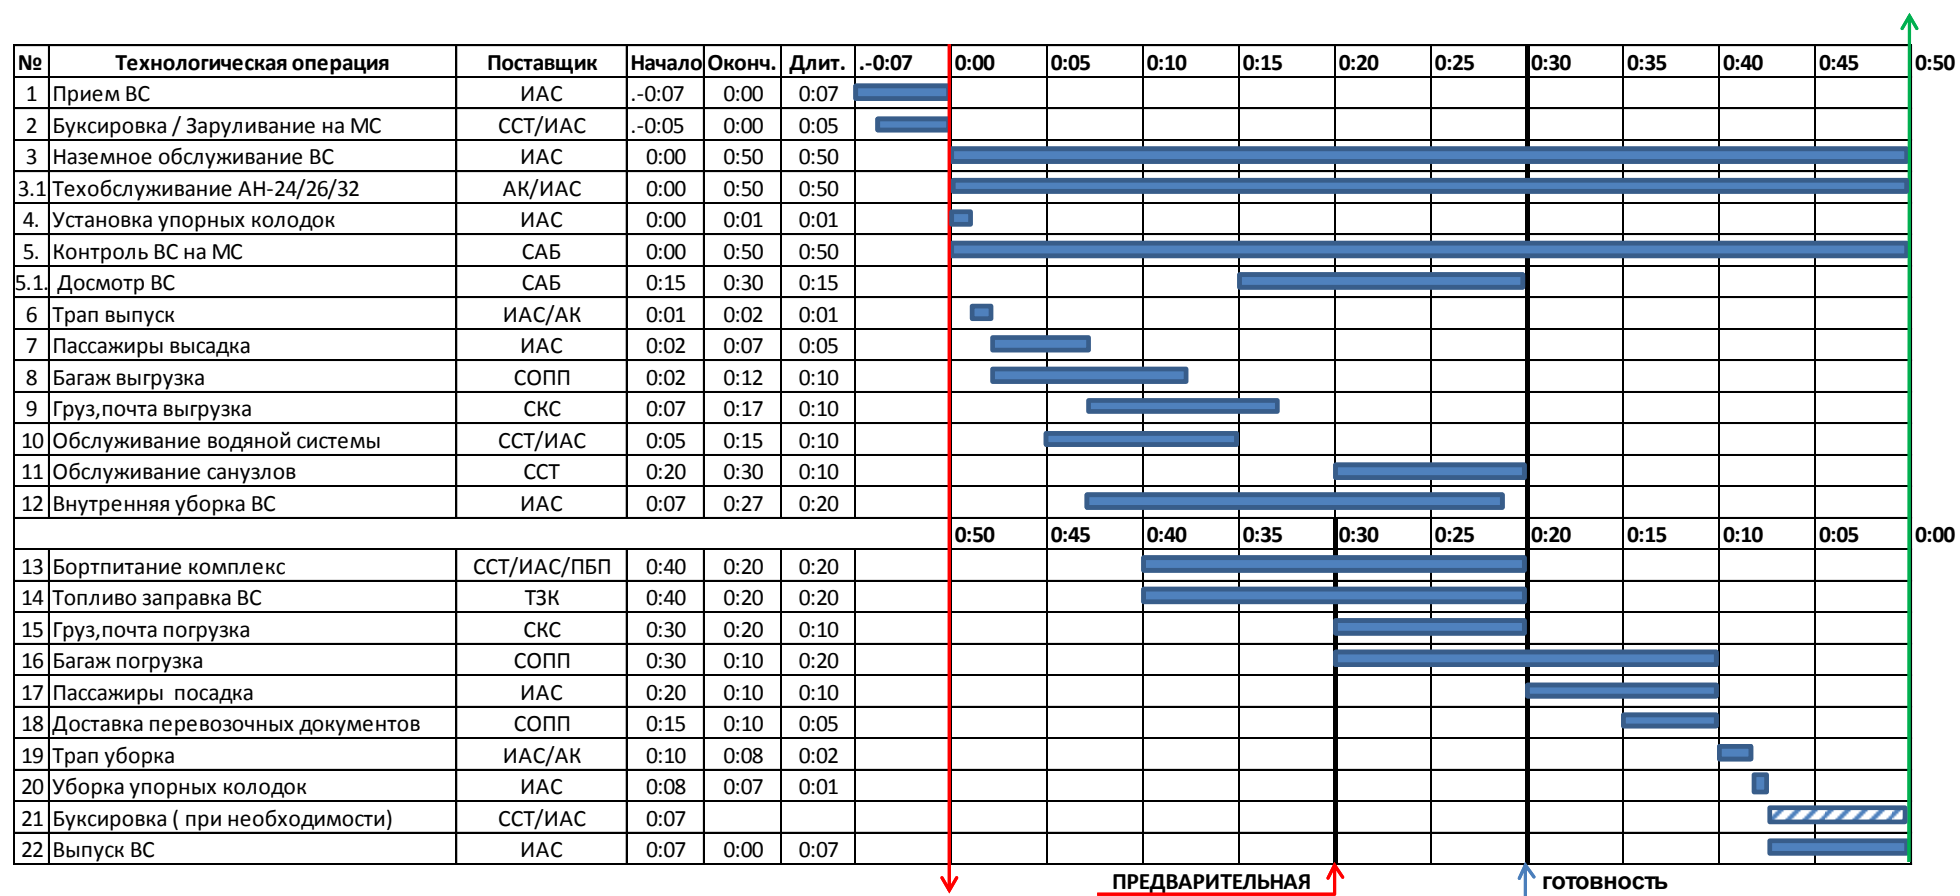 № Технологическая операция Поставщик Начало Оконч. Длит. .-0:07 0:00 0:05 0:10 0:15 0:20 0:25 0:30 0:35 0:40 0:45 0:50
1 Прием ВС ИАС .-0:07 0:00 0:07
2 Буксировка / Заруливание на МС ССТ/ИАС .-0:05 0:00 0:05
3 Наземное обслуживание ВС ИАС 0:00 0:50 0:50
3.1 Техобслуживание АН-24/26/32 АК/ИАС 0:00 0:50 0:50
4. Установка упорных колодок ИАС 0:00 0:01 0:01
5. Контроль ВС на МС САБ 0:00 0:50 0:50
5.1. Досмотр ВС САБ 0:15 0:30 0:15
6 Трап выпуск ИАС/АК 0:01 0:02 0:01
7 Пассажиры высадка ИАС 0:02 0:07 0:05
8 Багаж выгрузка СОПП 0:02 0:12 0:10
9 Груз,почта выгрузка СКС 0:07 0:17 0:10
10 Обслуживание водяной системы ССТ/ИАС 0:05 0:15 0:10
11 Обслуживание санузлов ССТ 0:20 0:30 0:10
12 Внутренняя уборка ВС ИАС 0:07 0:27 0:20
0:50 0:45 0:40 0:35 0:30 0:25 0:20 0:15 0:10 0:05 0:00
13 Бортпитание комплекс ССТ/ИАС/ПБП 0:40 0:20 0:20
14 Топливо заправка ВС ТЗК 0:40 0:20 0:20
15 Груз,почта погрузка СКС 0:30 0:20 0:10
16 Багаж погрузка СОПП 0:30 0:10 0:20
17 Пассажиры посадка ИАС 0:20 0:10 0:10
18 Доставка перевозочных документов СОПП 0:15 0:10 0:05
19 Трап уборка ИАС/АК 0:10 0:08 0:02
20 Уборка упорных колодок ИАС 0:08 0:07 0:01
21 Буксировка ( при необходимости) ССТ/ИАС 0:07
22 Выпуск ВС ИАС 0:07 0:00 0:07
ПРЕДВАРИТЕЛЬНАЯ готовность